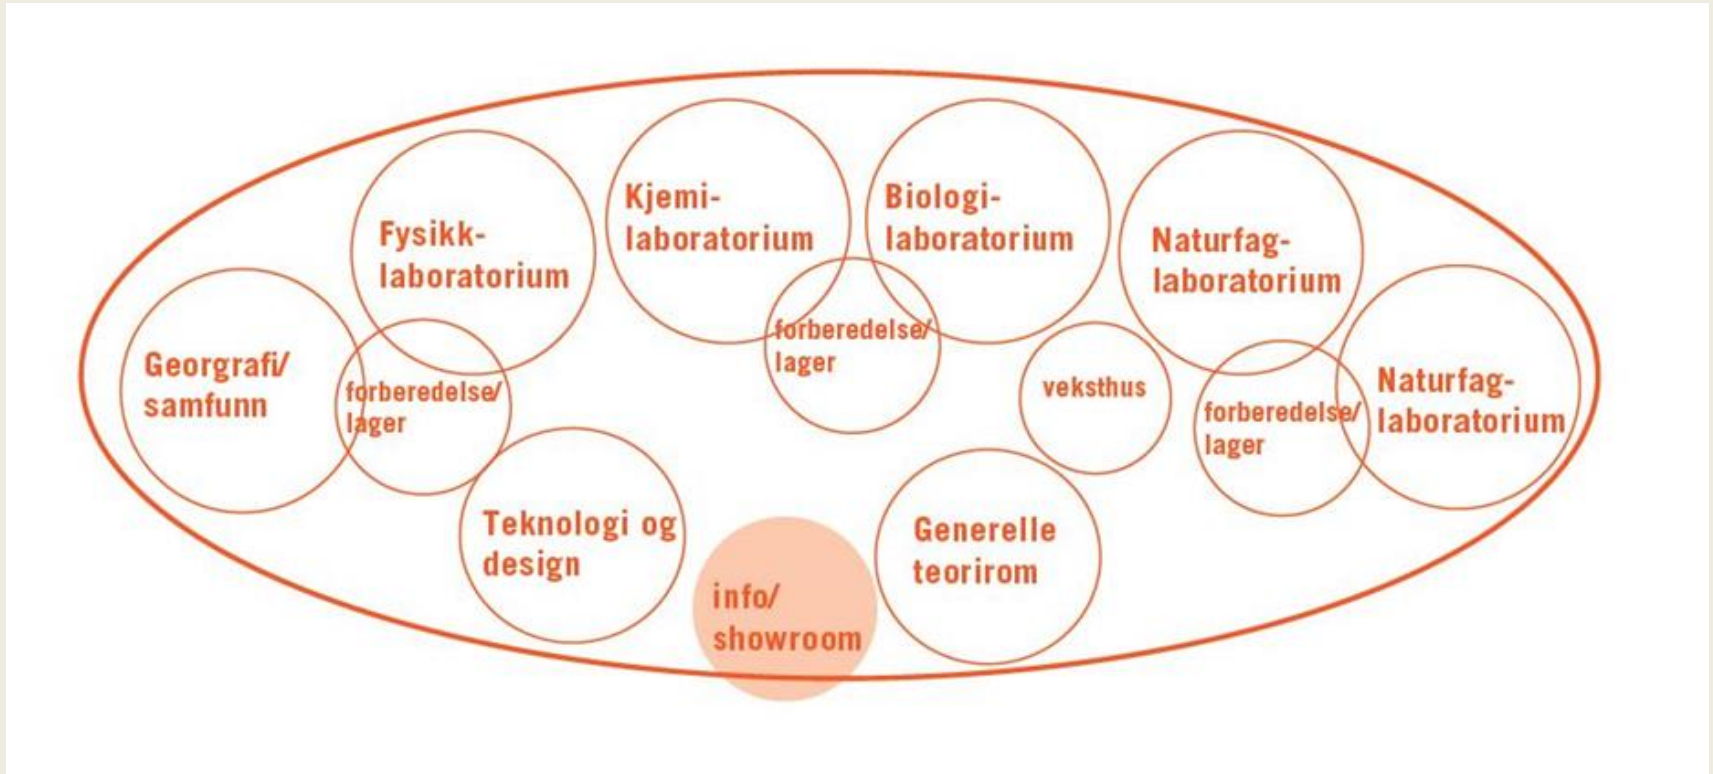 Georgrafi/
samfunn
Fysikk-
laboratorium
forberedelse/
lager
Kjemi-
laboratorium
Biologi-
laboratorium
forberedelse/
lager
Naturfag-
laboratorium
veksthus
forberedelse/
lager
Naturfag-
laboratorium
Teknologi og
design
info/
showroom
Generelle
teorirom